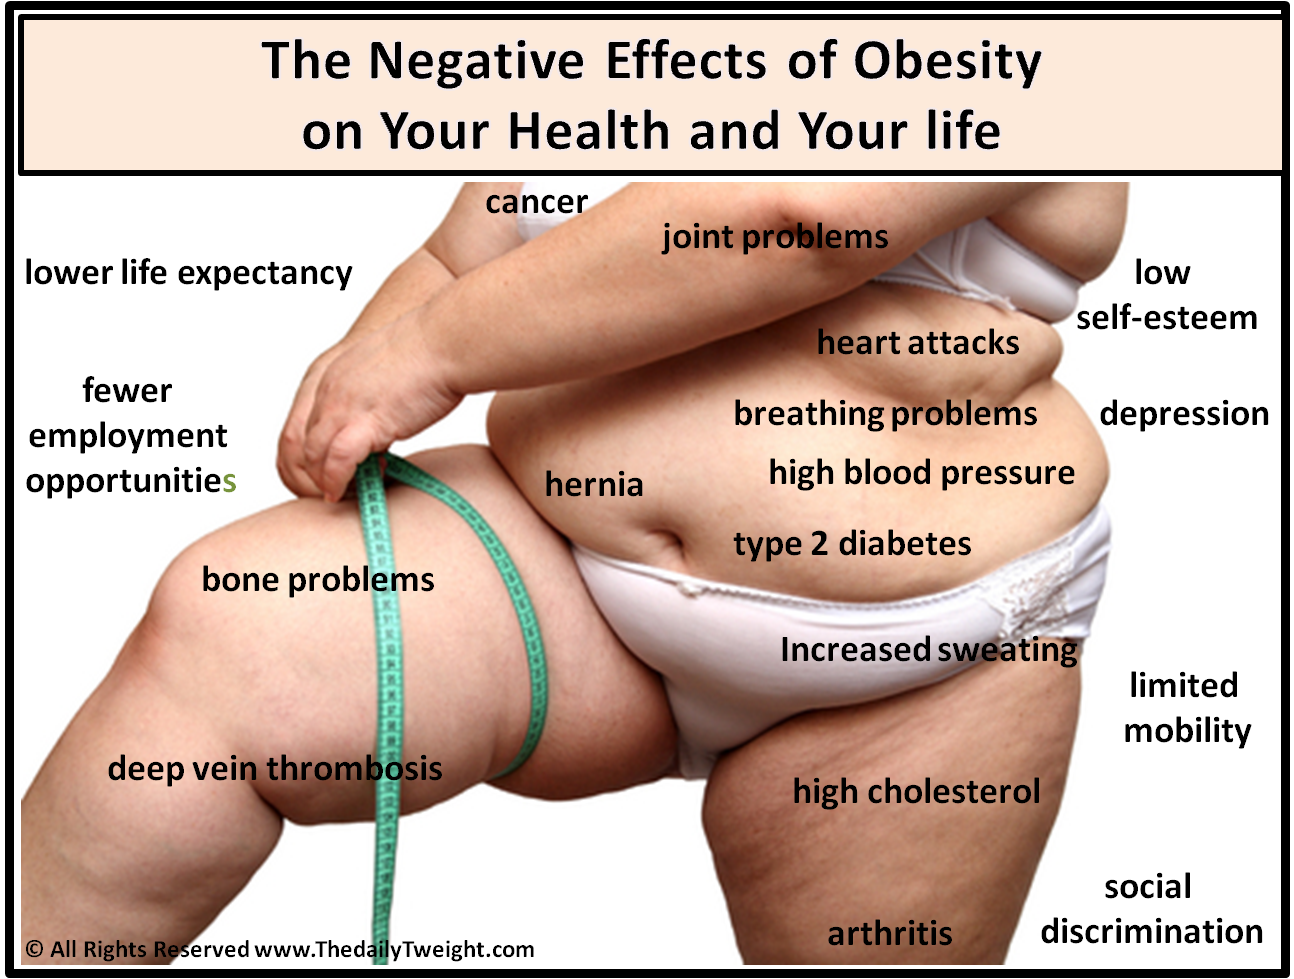 The Negative Effects of Obesity
on Your Health and Your life
cancer
joint problems
lower life expectancy
low
self-esteem
heart attacks
fewer
employment
opportunities
breathing problems
depression
hernia
high blood pressure
type 2 diabetes
bone problems
Increased sweating
limited
mobility
deep vein thrombosis
high cholesterol
social
discrimination
arthritis
© All Rights Reserved www.ThedailyTweight.com